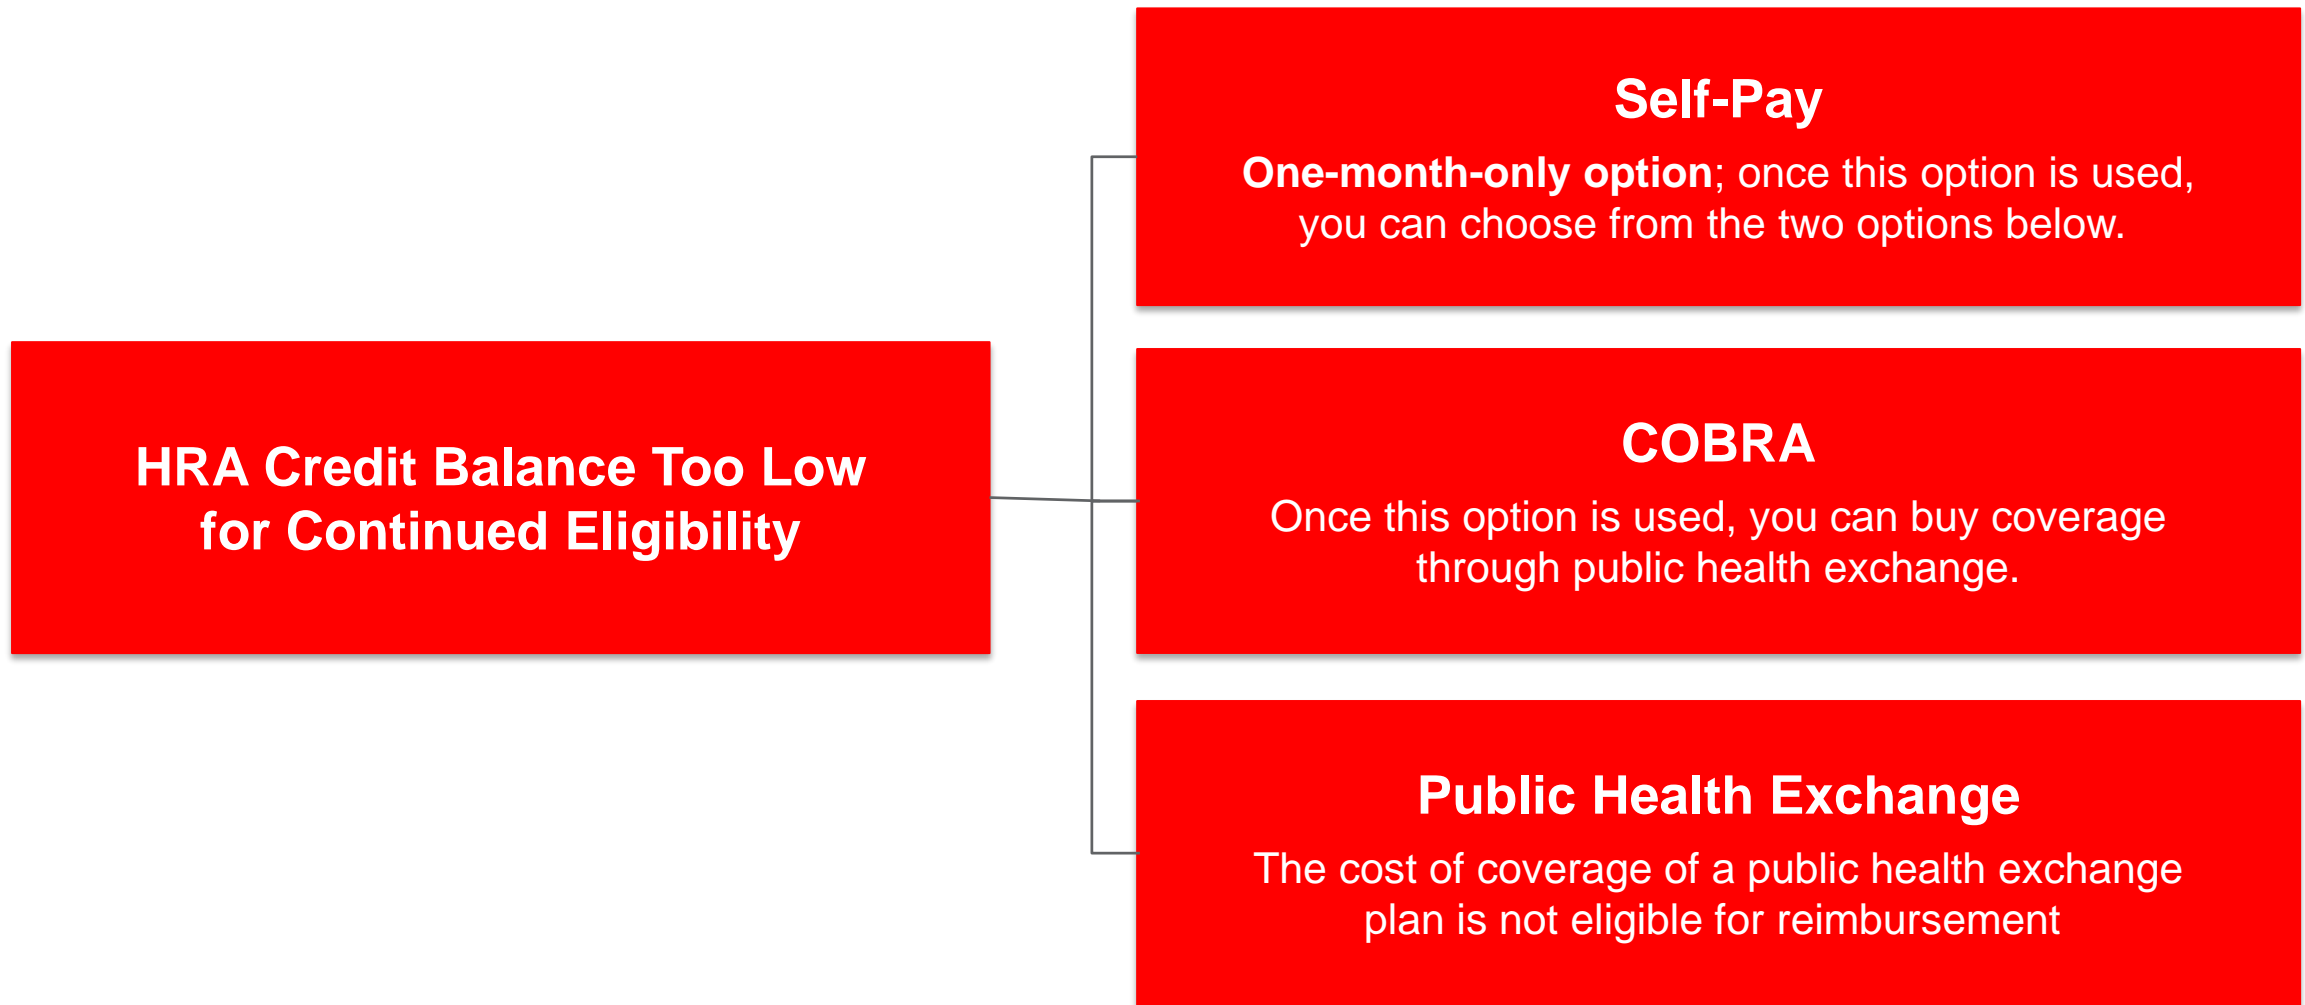 HRA Credit Balance Too Low
for Continued Eligibility
Self-Pay
One-month-only option; once this option is used,
you can choose from the two options below.
COBRA
Once this option is used, you can buy coverage
through public health exchange.
Public Health Exchange
The cost of coverage of a public health exchange
plan is not eligible for reimbursement